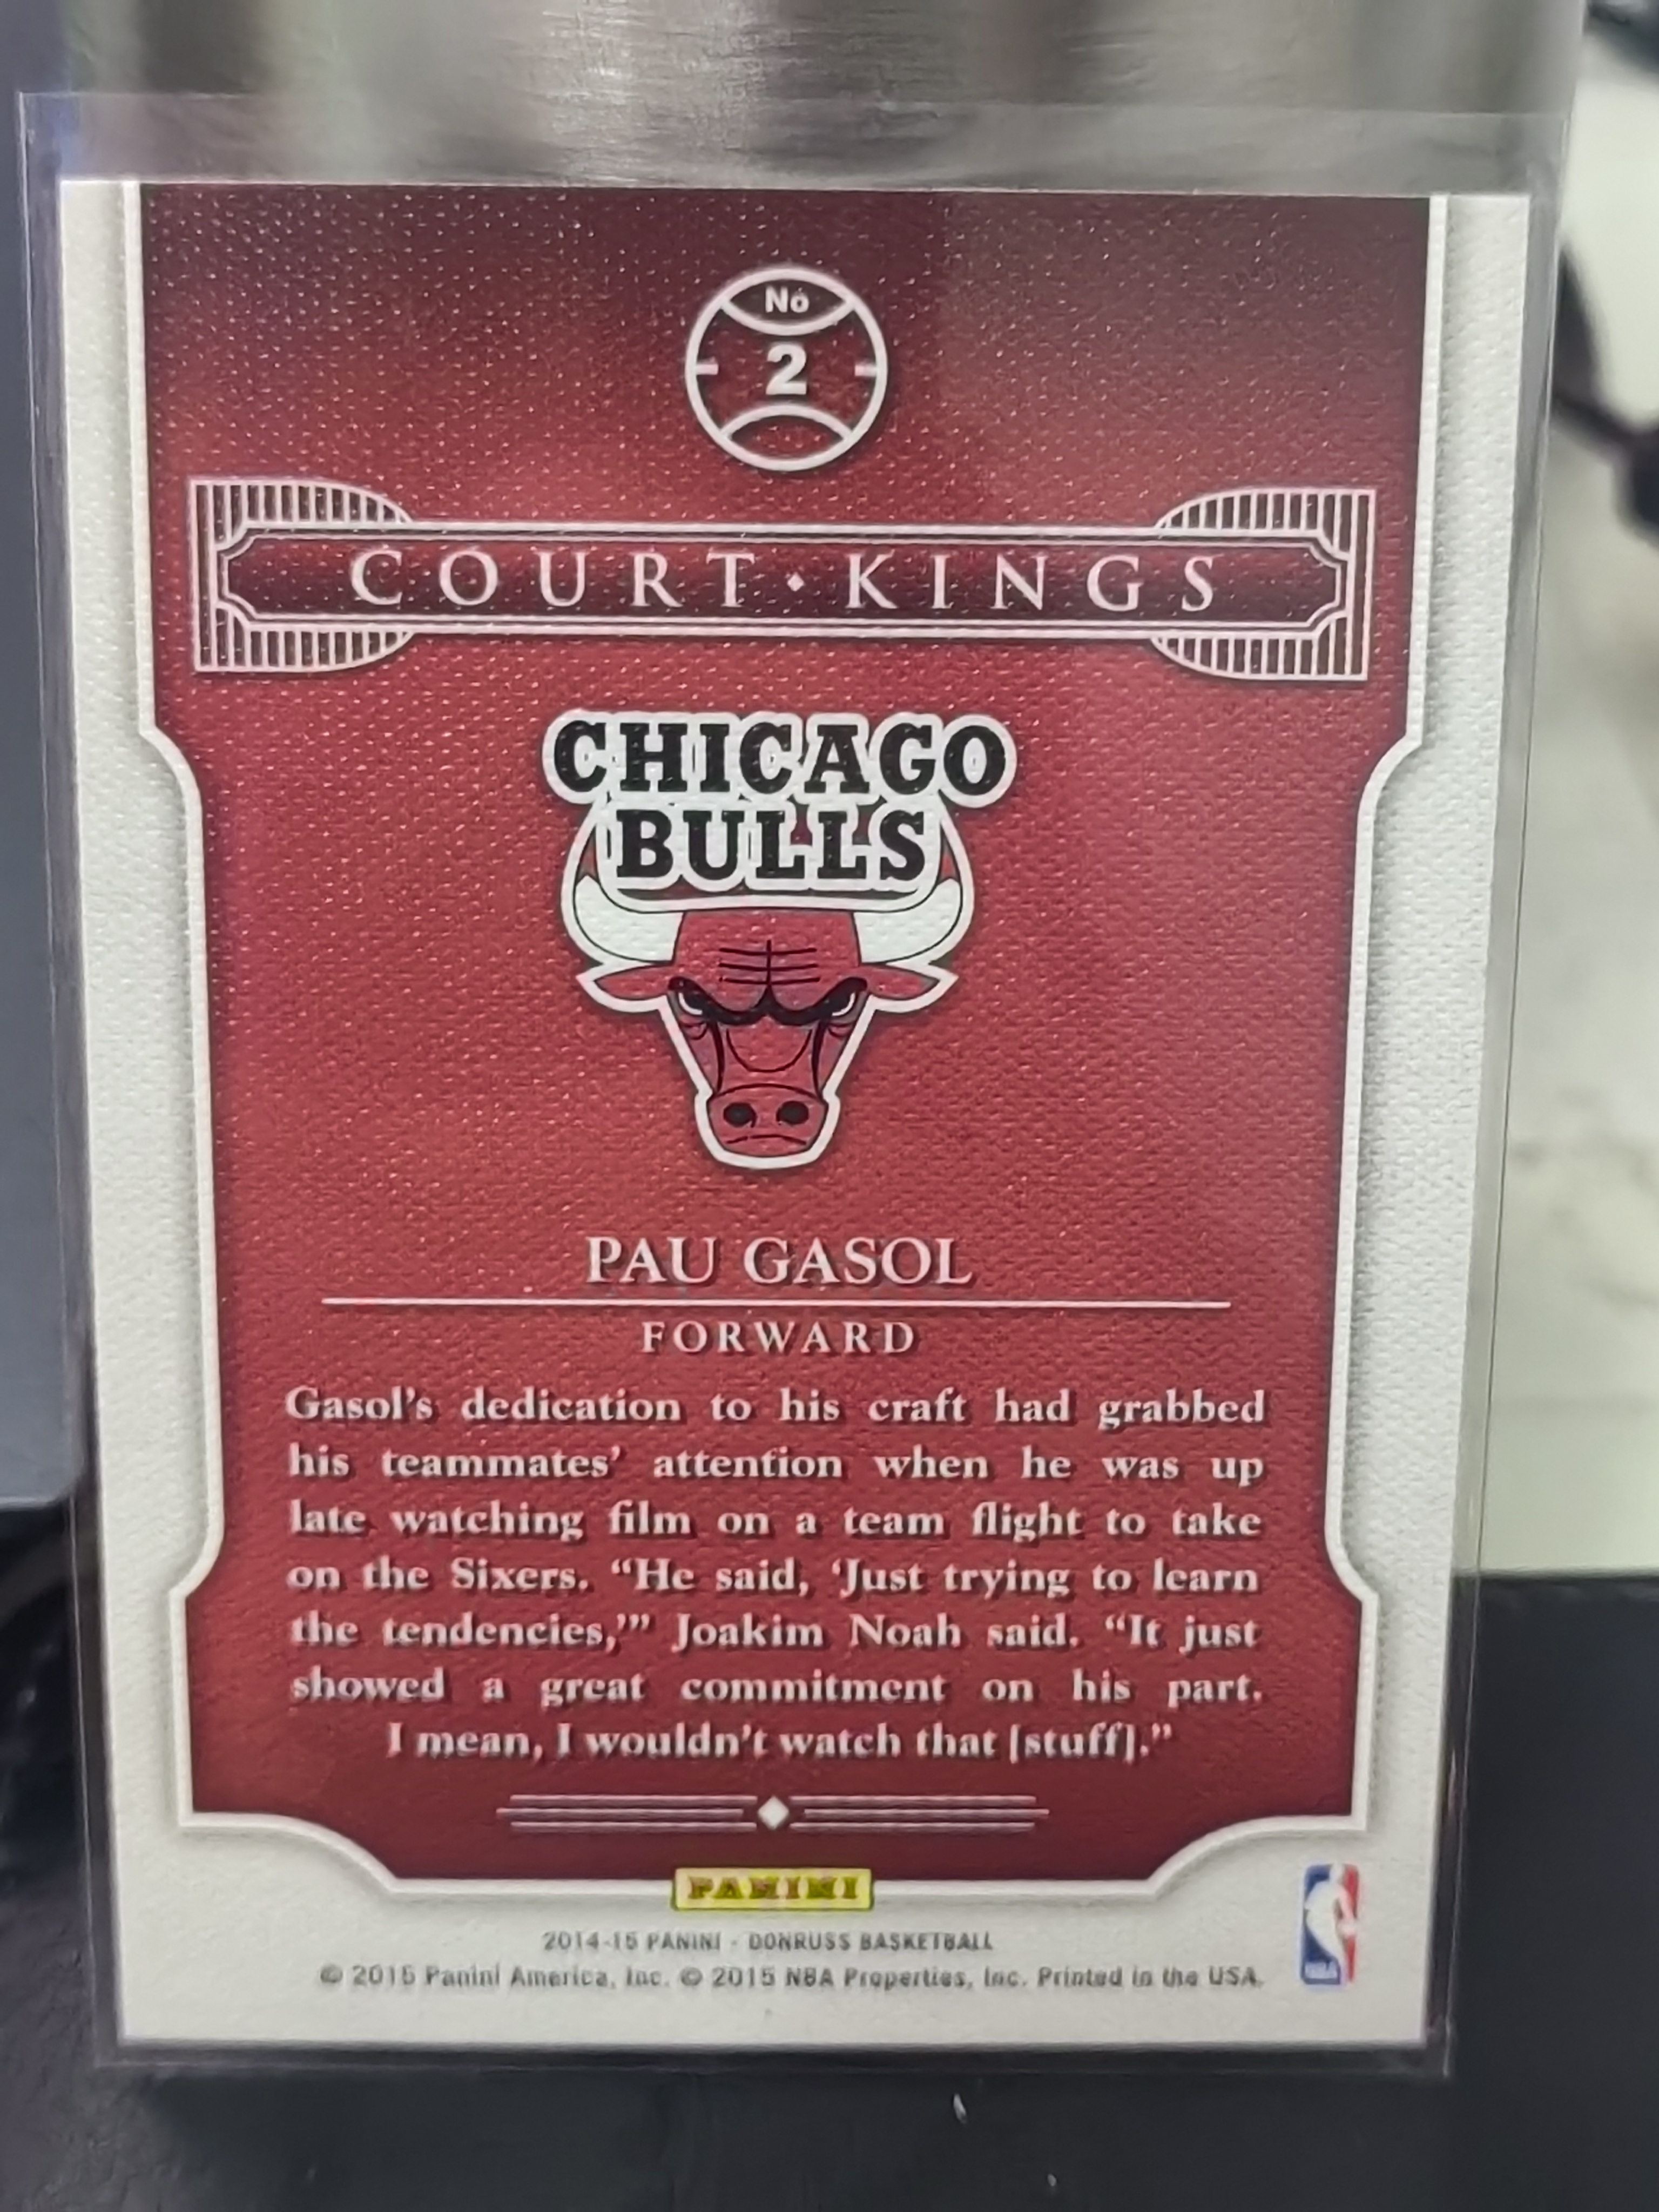 No
2
COURT • KINGS
CHICAGO
BULLS
PAU GASOL
FORWARD
Gasol’s dedication to his craft had grabbed
his teammates’ attention when he was up
late watching film on a team flight to take
on the Sixers. “He said, ‘Just trying to learn
the tendencies,’” Joakim Noah said. “It just
showed a great commitment on his part.
I mean, I wouldn’t watch that [stuff].”
PANINI
2014-15 PANINI - DONRUSS BASKETBALL
© 2015 Panini America, Inc. © 2015 NBA Properties, Inc. Printed in the USA.
NBA